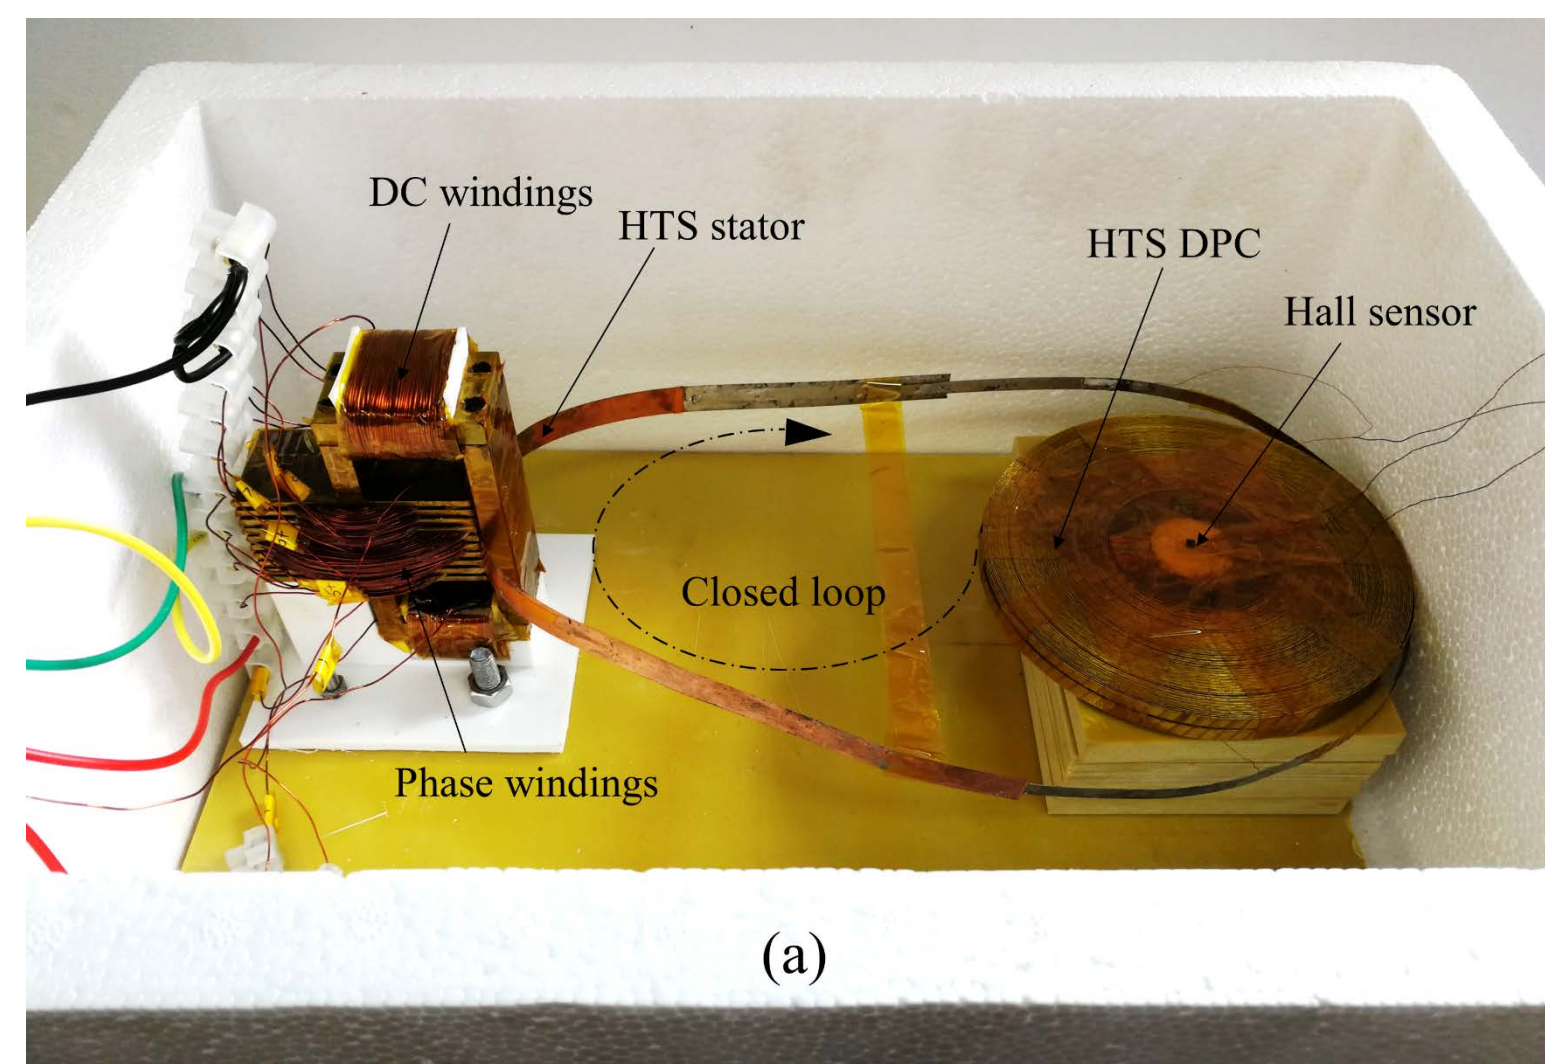 DC windings
HTS stator
HTS DPC
Hall sensor
Closed loop
Phase windings
(a)